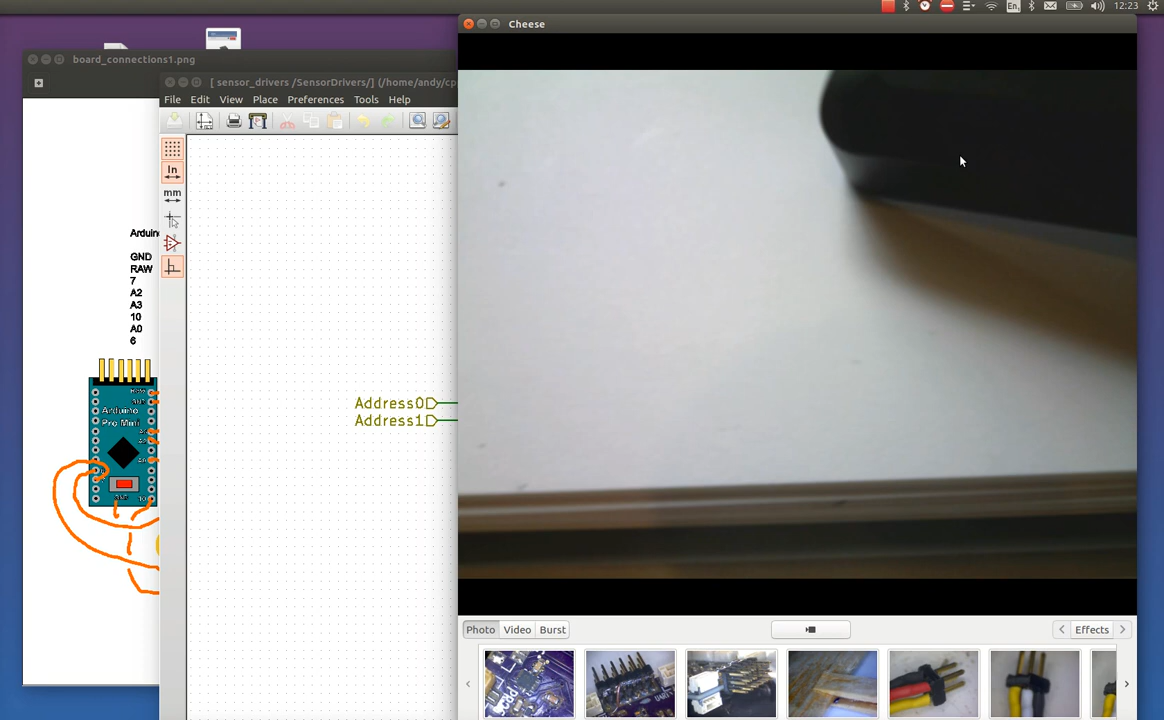 En
12:23
Cheese
board_connections1.png
[ sensor_drivers /SensorDrivers/] (/home/andy/cp
File Edit View Place Preferences Tools Help
In
mm
Arduin
GND
RAW
7
A2
A3
10
A0
6
Arduino
Pro Mini
Address0
Address1
Photo Video Burst
Effects